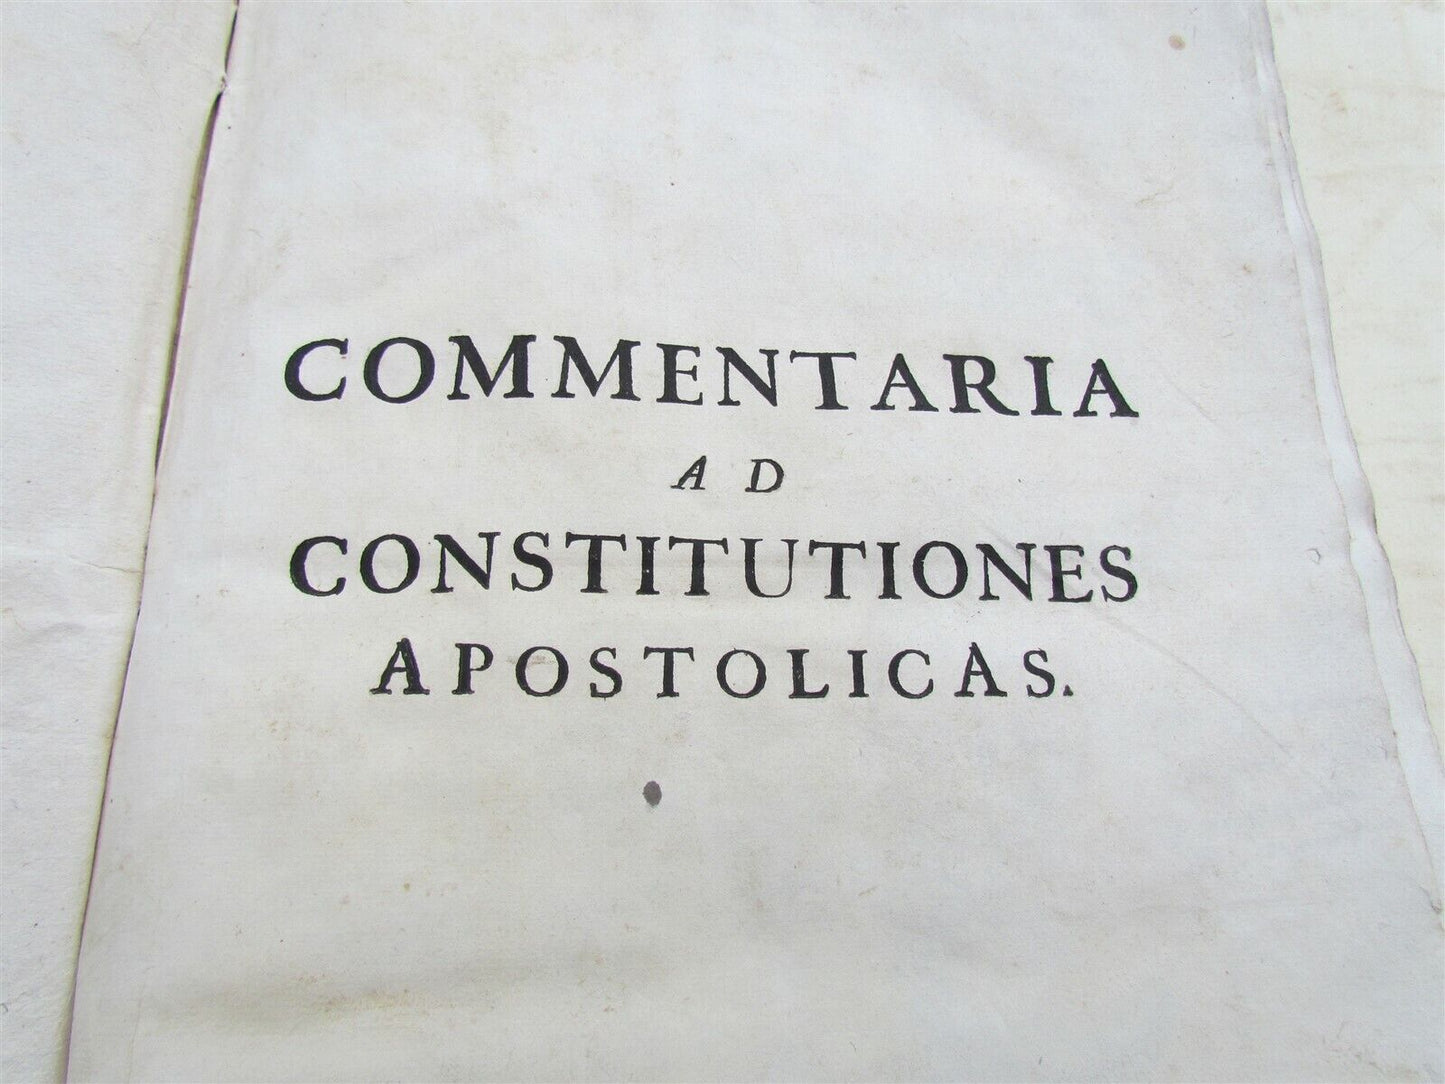 COMMENTARIA
AD
CONSTITUTIONES
APOSTOLICAS.